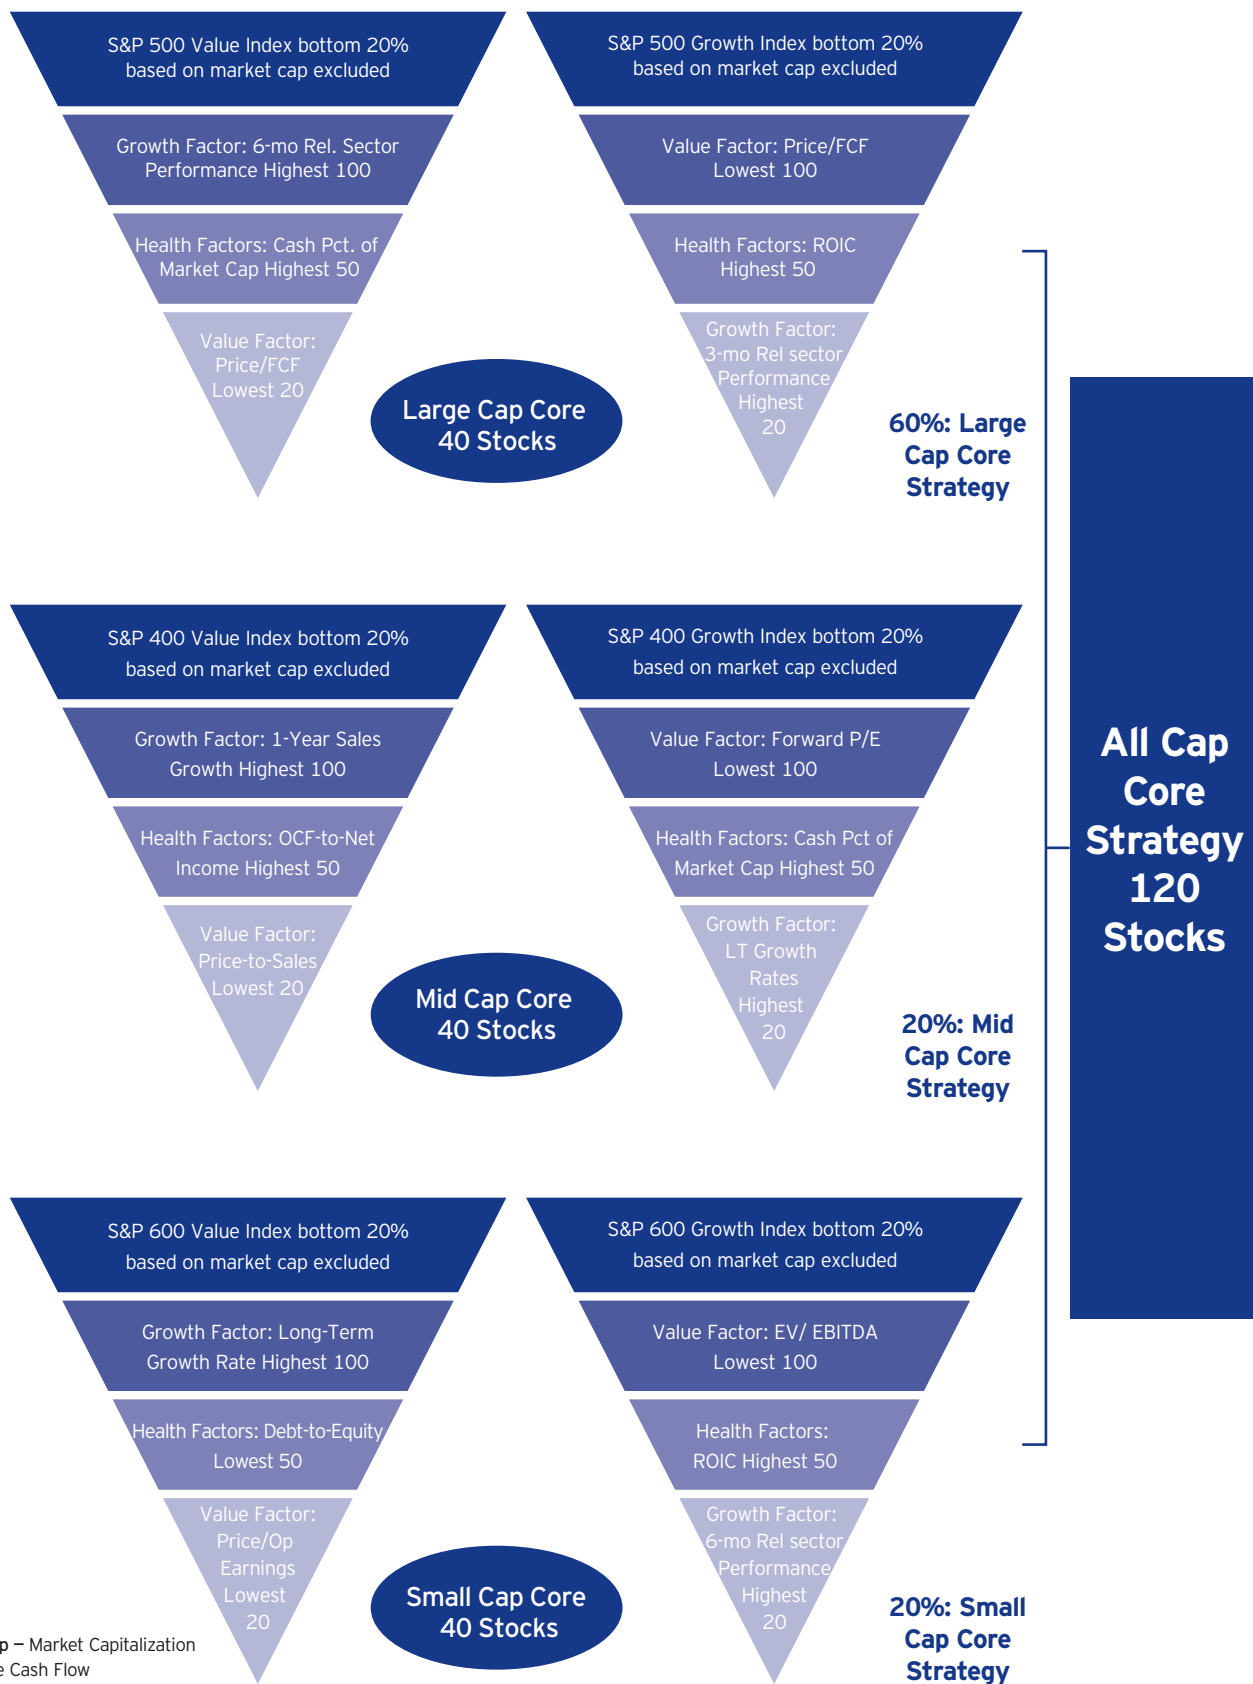 S&P 500 Value Index bottom 20%
based on market cap excluded
Growth Factor: 6-mo Rel. Sector
Performance Highest 100
Health Factors: Cash Pct. of
Market Cap Highest 50
Value Factor:
Price/FCF
Lowest 20
S&P 500 Growth Index bottom 20%
based on market cap excluded
Value Factor: Price/FCF
Lowest 100
Health Factors: ROIC
Highest 50
Growth Factor:
3-mo Rel sector
Performance
Highest
20
Large Cap Core
40 Stocks
60%: Large
Cap Core
Strategy
S&P 400 Value Index bottom 20%
based on market cap excluded
Growth Factor: 1-Year Sales
Growth Highest 100
Health Factors: OCF-to-Net
Income Highest 50
Value Factor:
Price-to-Sales
Lowest 20
S&P 400 Growth Index bottom 20%
based on market cap excluded
Value Factor: Forward P/E
Lowest 100
Health Factors: Cash Pct of
Market Cap Highest 50
Growth Factor:
LT Growth
Rates
Highest
20
Mid Cap Core
40 Stocks
20%: Mid
Cap Core
Strategy
All Cap
Core
Strategy
120
Stocks
S&P 600 Value Index bottom 20%
based on market cap excluded
Growth Factor: Long-Term
Growth Rate Highest 100
Health Factors: Debt-to-Equity
Lowest 50
Value Factor:
Price/Op
Earnings
Lowest
20
S&P 600 Growth Index bottom 20%
based on market cap excluded
Value Factor: EV/ EBITDA
Lowest 100
Health Factors:
ROIC Highest 50
Growth Factor:
6-mo Rel sector
Performance
Highest
20
Small Cap Core
40 Stocks
20%: Small
Cap Core
Strategy
p – Market Capitalization
e Cash Flow